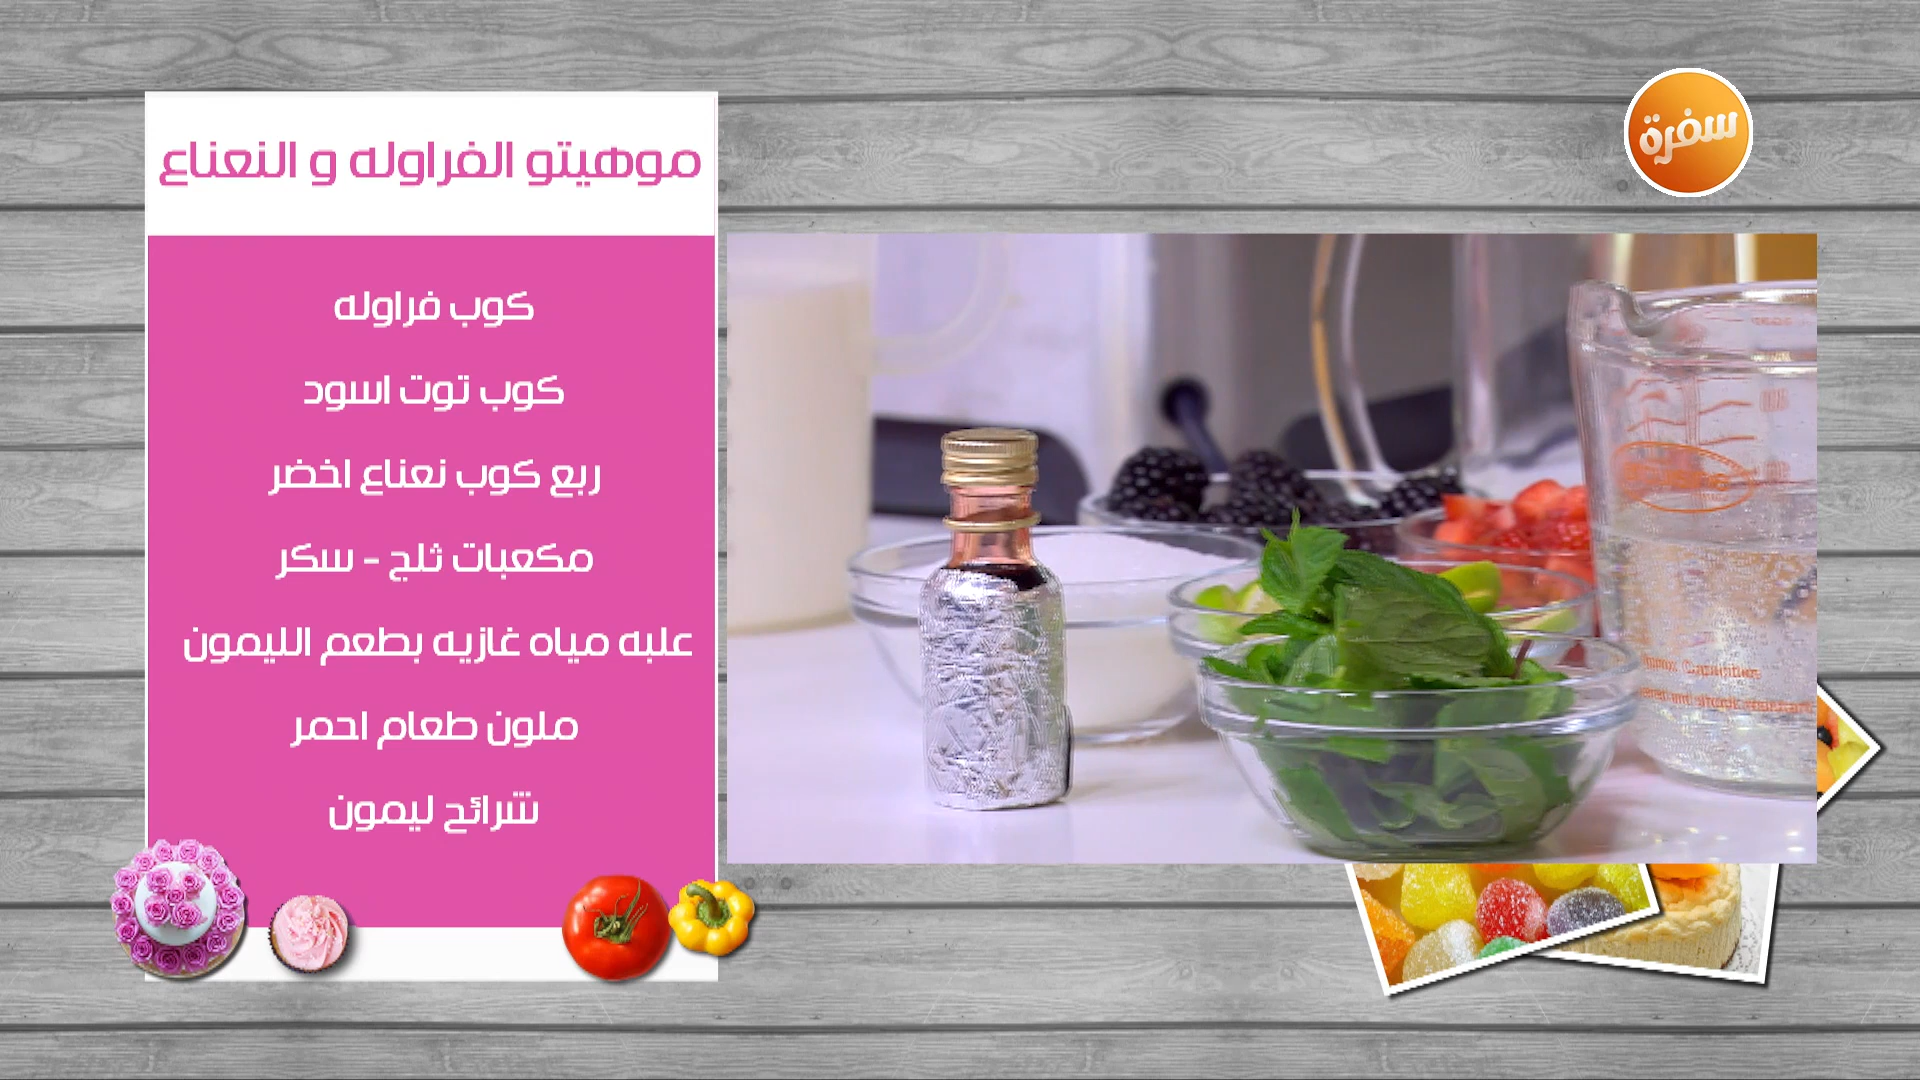 سفرة
موهيتو الفراوله و النعناع
كوب فراوله
كوب توت اسود
ربع كوب نعناع اخضر
مكعبات ثلج - سكر
علبه مياه غازيه بطعم الليمون
ملون طعام احمر
شرائح ليمون